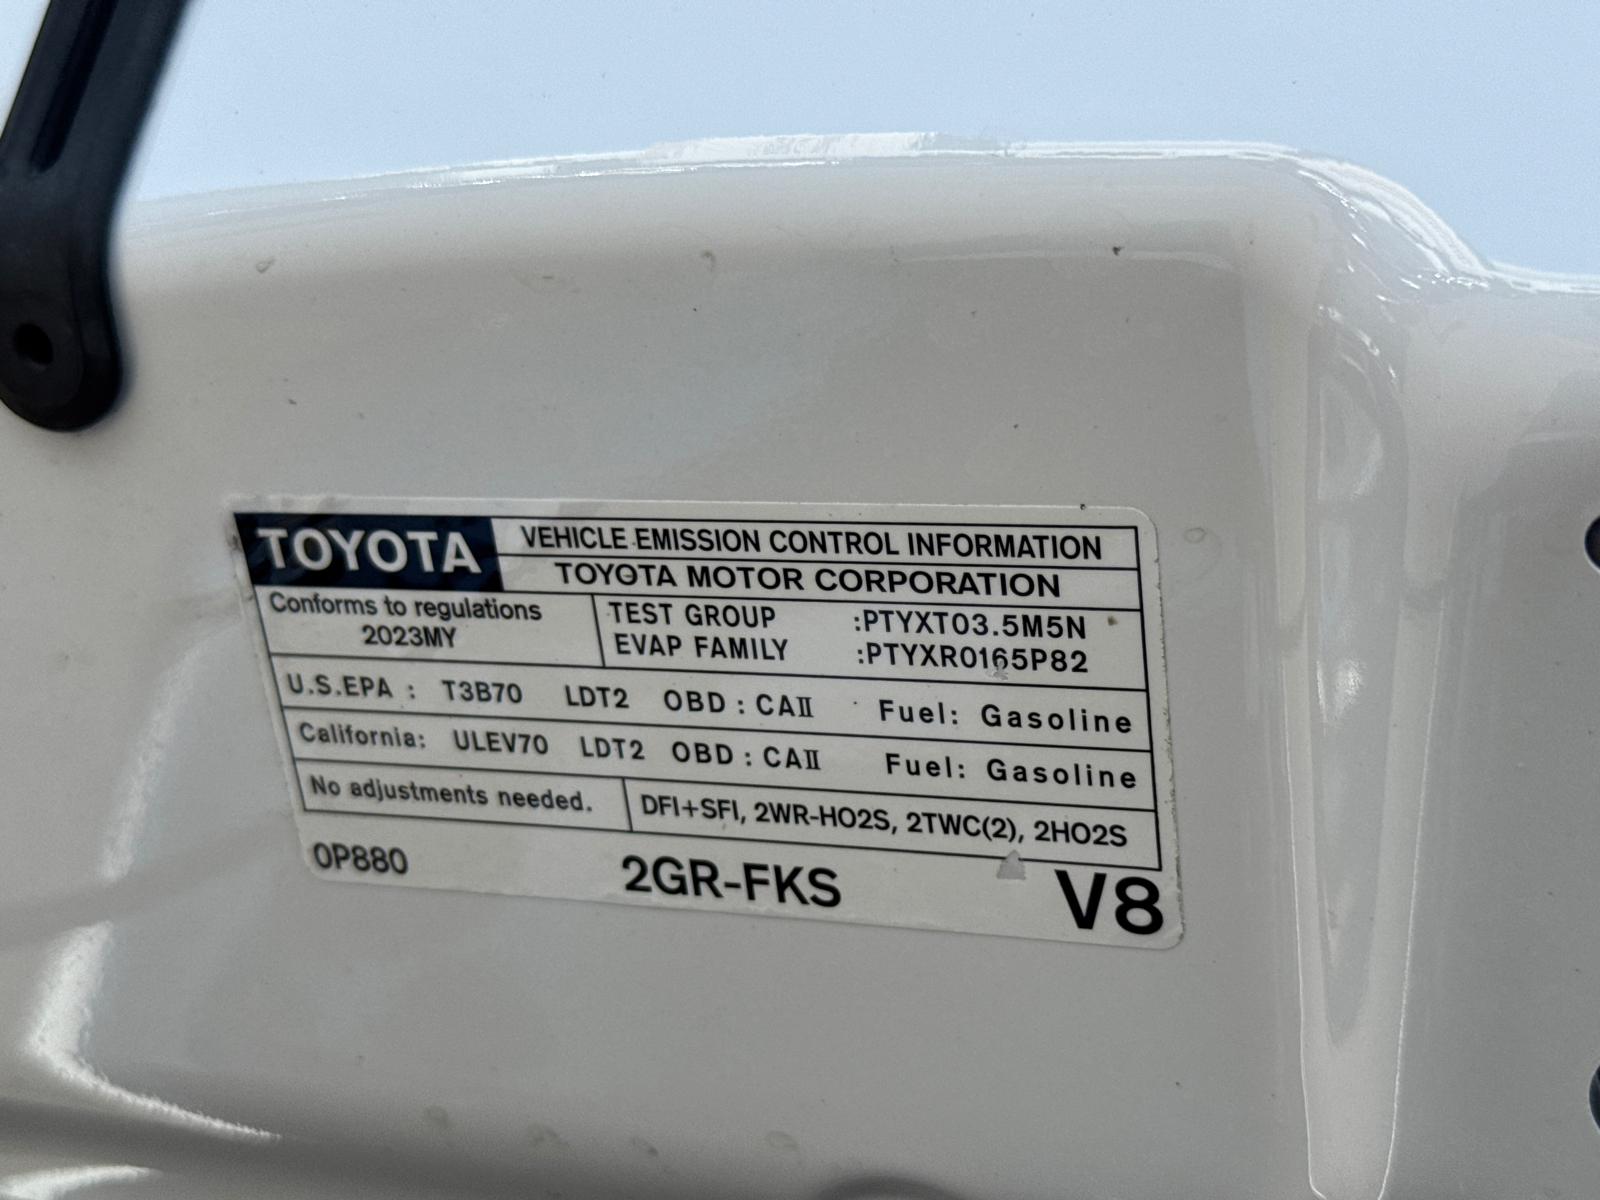 TOYOTA VEHICLE EMISSION CONTROL INFORMATION
TOYOTA MOTOR CORPORATION
Conforms to regulations
2023MY
TEST GROUP :PTYXT03.5M5N
EVAP FAMILY :PTYXR0165P82
U.S.EPA : T3B70 LDT2 OBD : CAⅡ Fuel: Gasoline
California: ULEV70 LDT2 OBD : CAⅡ Fuel: Gasoline
No adjustments needed. DFI+SFI, 2WR-HO2S, 2TWC(2), 2HO2S
0P880 2GR-FKS V8